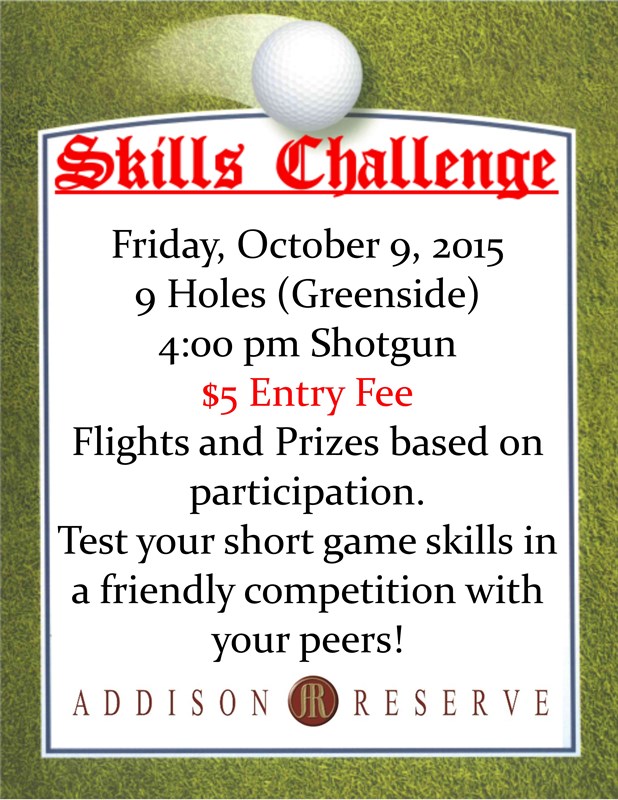 Skills Challenge
Friday, October 9, 2015
9 Holes (Greenside)
4:00 pm Shotgun
$5 Entry Fee
Flights and Prizes based on
participation.
Test your short game skills in
a friendly competition with
your peers!
ADDISON AR RESERVE